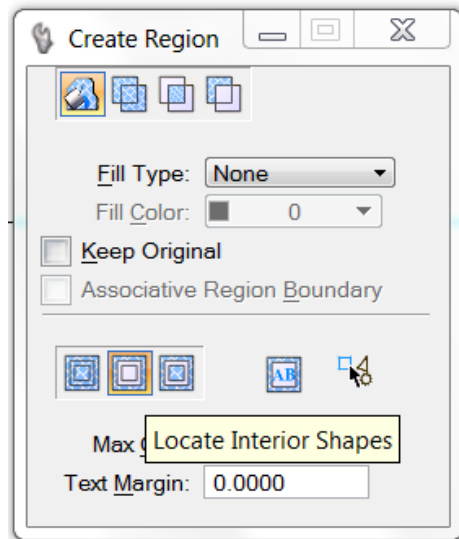 Create Region
Fill Type: None
Fill Color: 0
Keep Original
Associative Region Boundary
AB
Max
Locate Interior Shapes
Text Margin: 0.0000